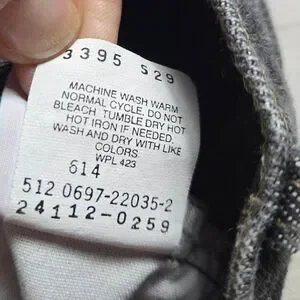 3395 529
MACHINE WASH WARM
NORMAL CYCLE. DO NOT
BLEACH. TUMBLE DRY HOT
HOT IRON IF NEEDED.
WASH AND DRY WITH LIKE
COLORS.
WPL 423
614
512 0697-22035-2
24112-0259